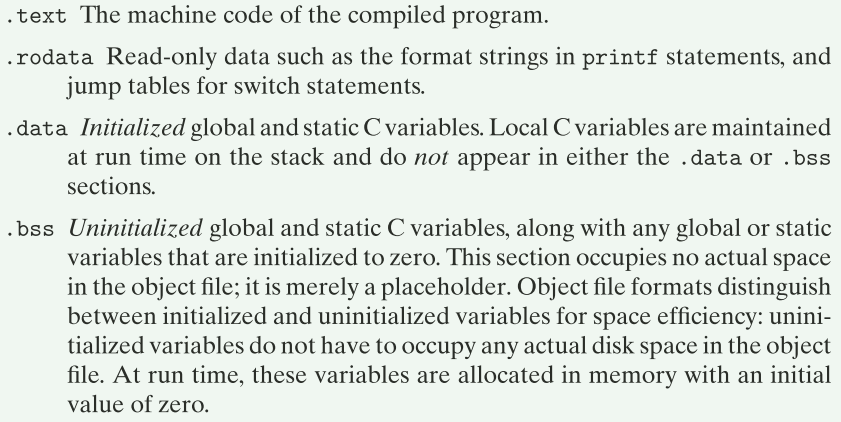 .text The machine code of the compiled program.
.rodata Read-only data such as the format strings in printf statements, and
jump tables for switch statements.
.data Initialized global and static C variables. Local C variables are maintained
at run time on the stack and do not appear in either the .data or .bss
sections.
.bss Uninitialized global and static C variables, along with any global or static
variables that are initialized to zero. This section occupies no actual space
in the object file; it is merely a placeholder. Object file formats distinguish
between initialized and uninitialized variables for space efficiency: unini-
tialized variables do not have to occupy any actual disk space in the object
file. At run time, these variables are allocated in memory with an initial
value of zero.